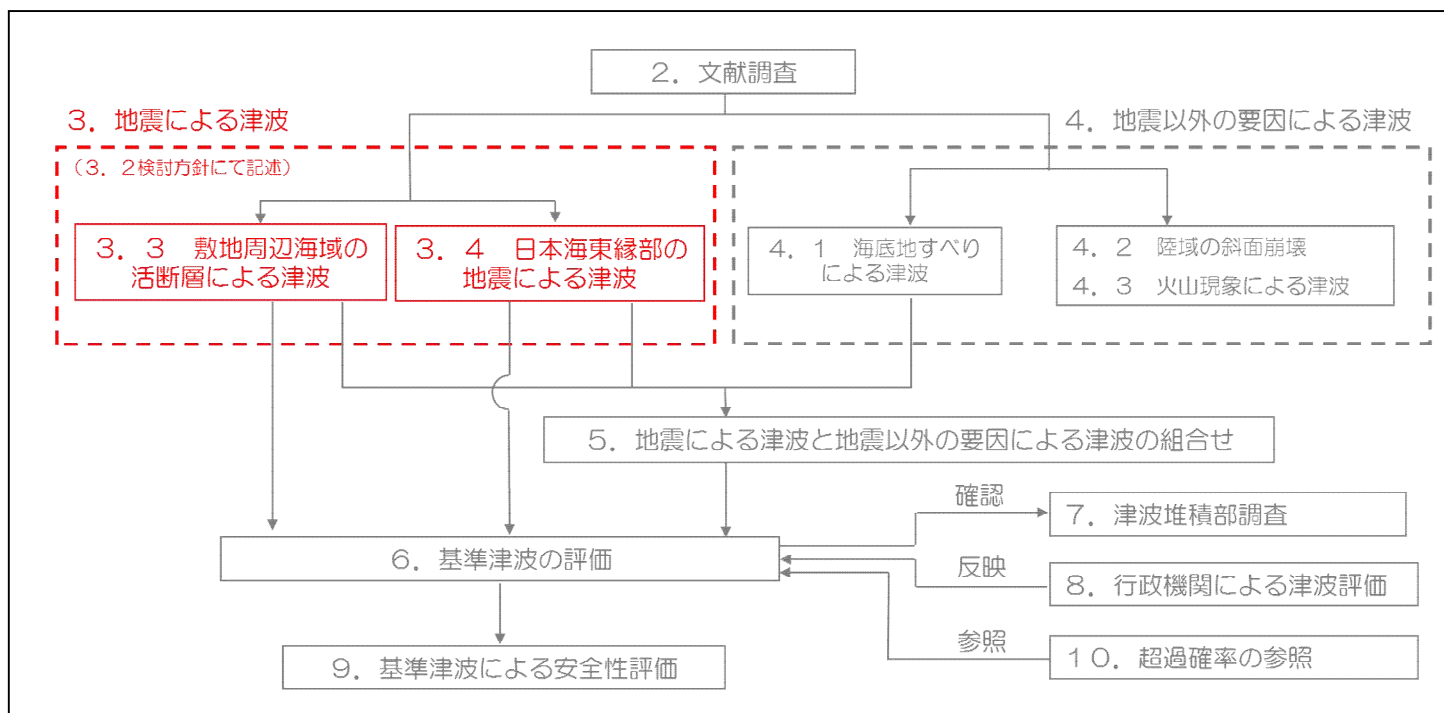 ２．文献調査
３．地震による津波
４．地震以外の要因による津波
（３．２検討方針にて記述）
３．３　敷地周辺海域の
活断層による津波
３．４　日本海東縁部の
地震による津波
４．１　海底地すべり
による津波
４．２　陸域の斜面崩壊
４．３　火山現象による津波
５．地震による津波と地震以外の要因による津波の組合せ
確認
７．津波堆積部調査
６．基準津波の評価
反映
８．行政機関による津波評価
参照
９．基準津波による安全性評価
１０．超過確率の参照